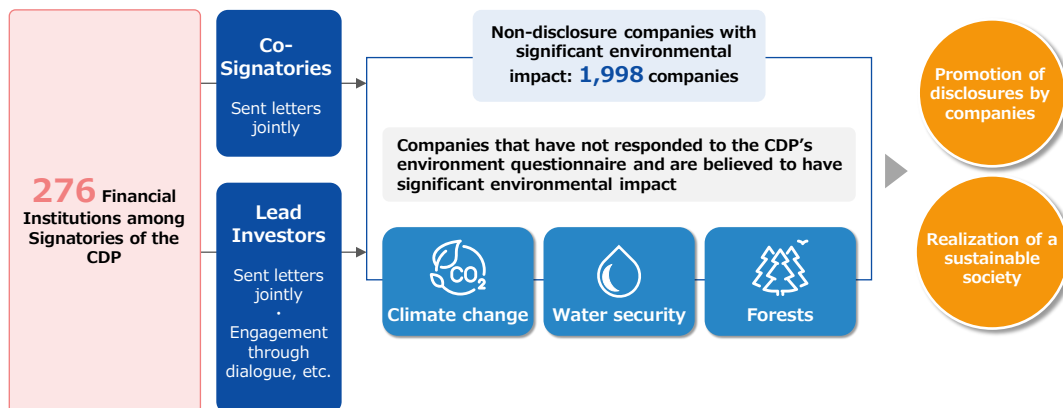 276 Financial
Institutions among
Signatories of the
CDP
Co-
Signatories
Sent letters
jointly
Lead
Investors
Sent letters
jointly
・
Engagement
through
dialogue, etc.
Non-disclosure companies with
significant environmental
impact: 1,998 companies
Companies that have not responded to the CDP’s
environment questionnaire and are believed to have
significant environmental impact
CO2
Climate change
Water security
Forests
Promotion of
disclosures by
companies
Realization of a
sustainable
society